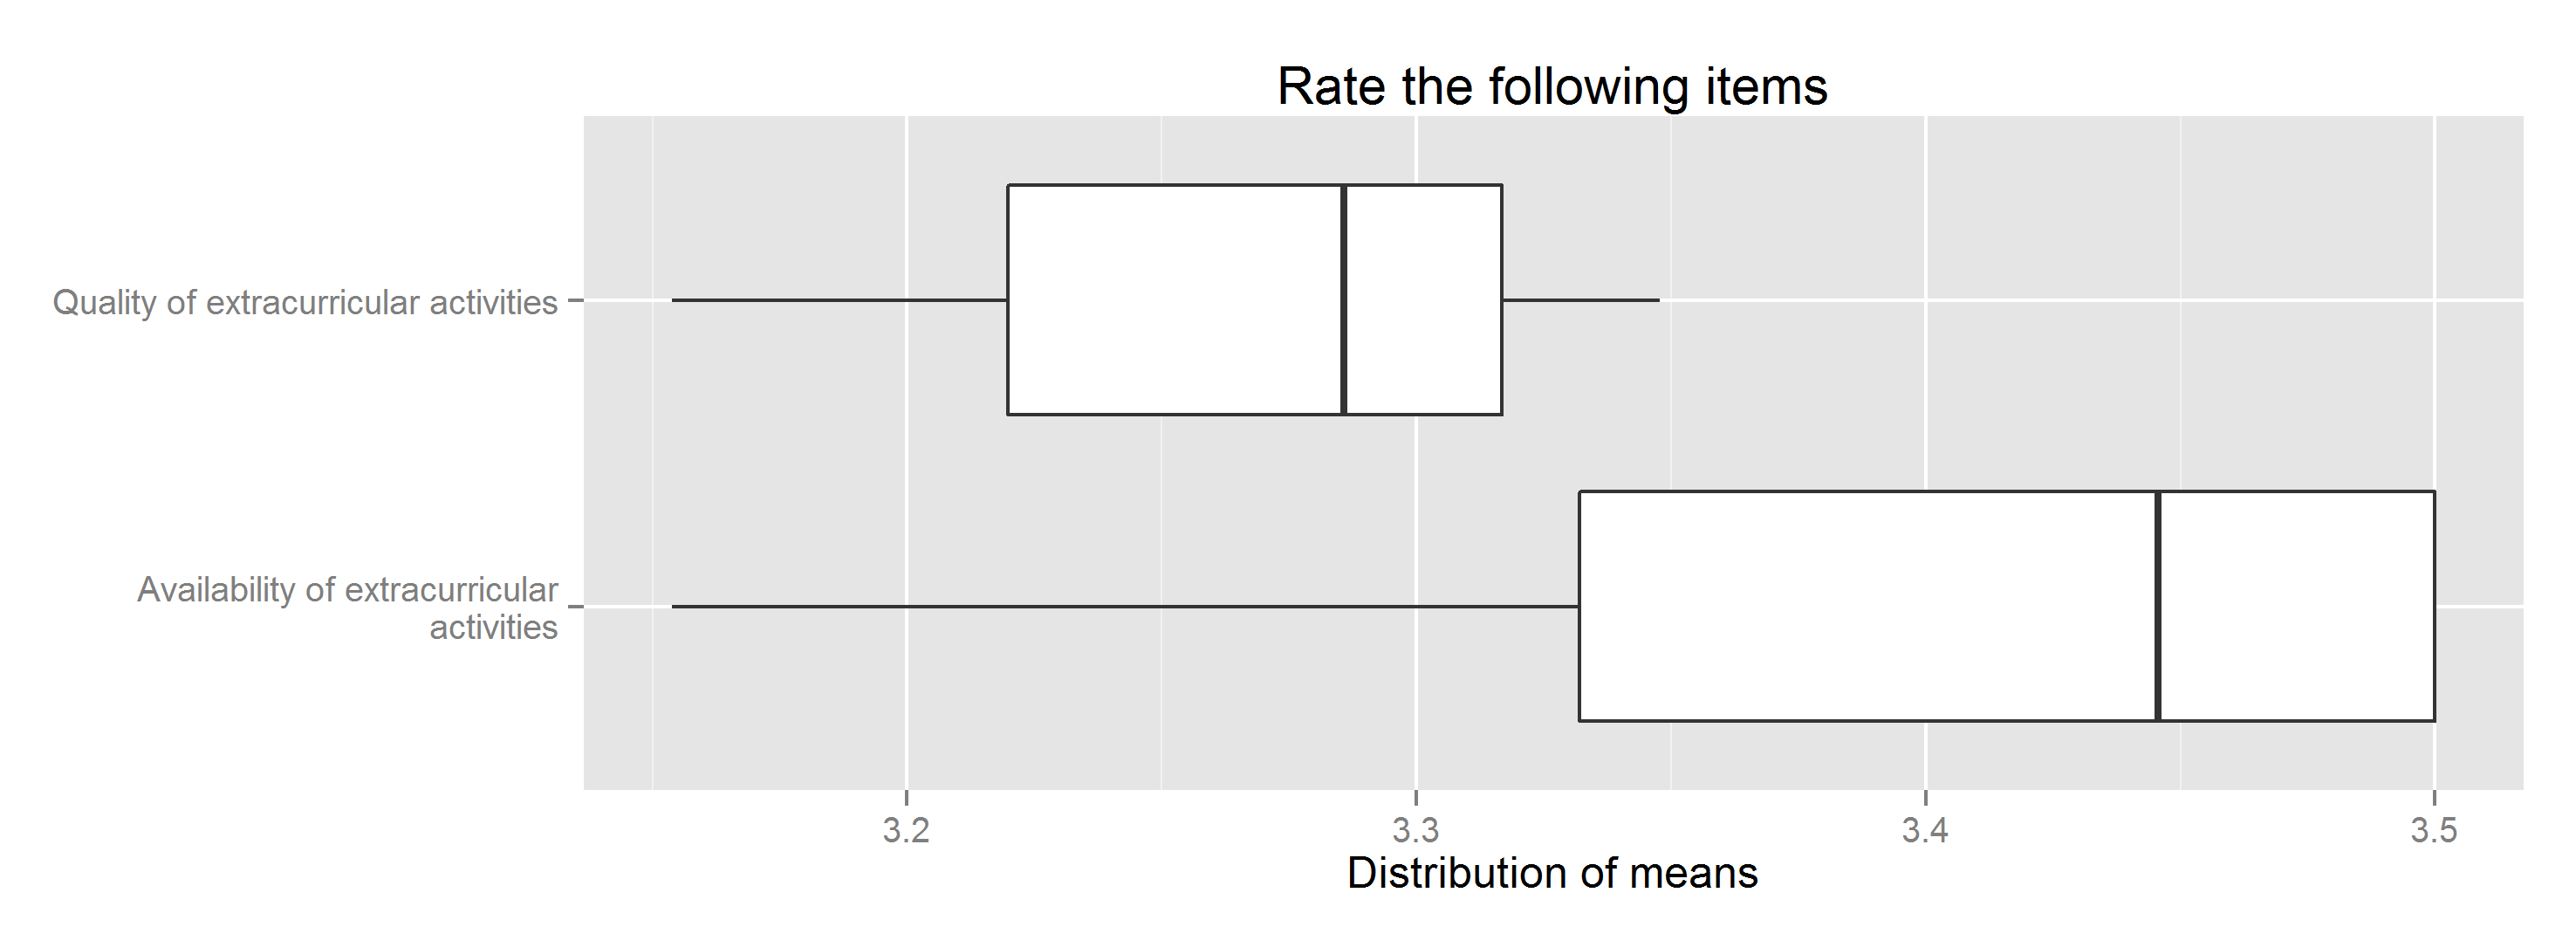 Rate the following items
Quality of extracurricular activities
Availability of extracurricular
activities
3.2 3.3 3.4 3.5
Distribution of means